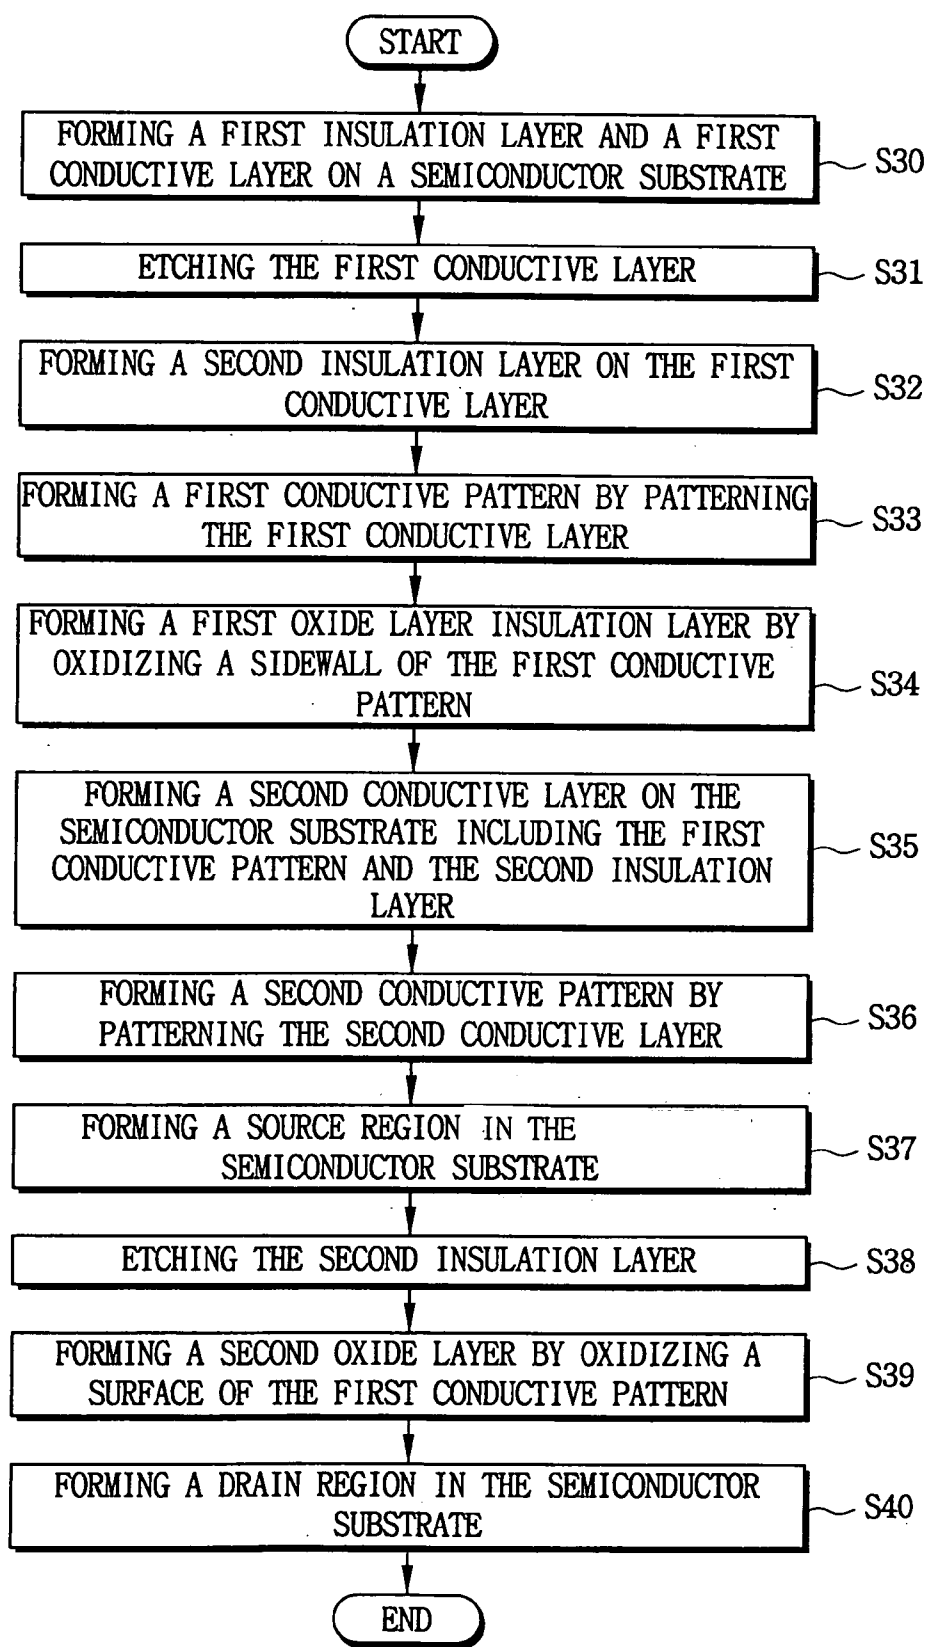 START
FORMING A FIRST INSULATION LAYER AND A FIRST
CONDUCTIVE LAYER ON A SEMICONDUCTOR SUBSTRATE
S30
ETCHING THE FIRST CONDUCTIVE LAYER
S31
FORMING A SECOND INSULATION LAYER ON THE FIRST
CONDUCTIVE LAYER
S32
FORMING A FIRST CONDUCTIVE PATTERN BY PATTERNING
THE FIRST CONDUCTIVE LAYER
S33
FORMING A FIRST OXIDE LAYER INSULATION LAYER BY
OXIDIZING A SIDEWALL OF THE FIRST CONDUCTIVE
PATTERN
S34
FORMING A SECOND CONDUCTIVE LAYER ON THE
SEMICONDUCTOR SUBSTRATE INCLUDING THE FIRST
CONDUCTIVE PATTERN AND THE SECOND INSULATION
LAYER
S35
FORMING A SECOND CONDUCTIVE PATTERN BY
PATTERNING THE SECOND CONDUCTIVE LAYER
S36
FORMING A SOURCE REGION IN THE
SEMICONDUCTOR SUBSTRATE
S37
ETCHING THE SECOND INSULATION LAYER
S38
FORMING A SECOND OXIDE LAYER BY OXIDIZING A
SURFACE OF THE FIRST CONDUCTIVE PATTERN
S39
FORMING A DRAIN REGION IN THE SEMICONDUCTOR
SUBSTRATE
S40
END